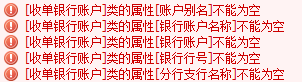 [收单银行账户]类的属性[账户别名]不能为空
[收单银行账户]类的属性[银行账户名称]不能为空
[收单银行账户]类的属性[银行账户]不能为空
[收单银行账户]类的属性[银行行号]不能为空
[收单银行账户]类的属性[分行支行名称]不能为空